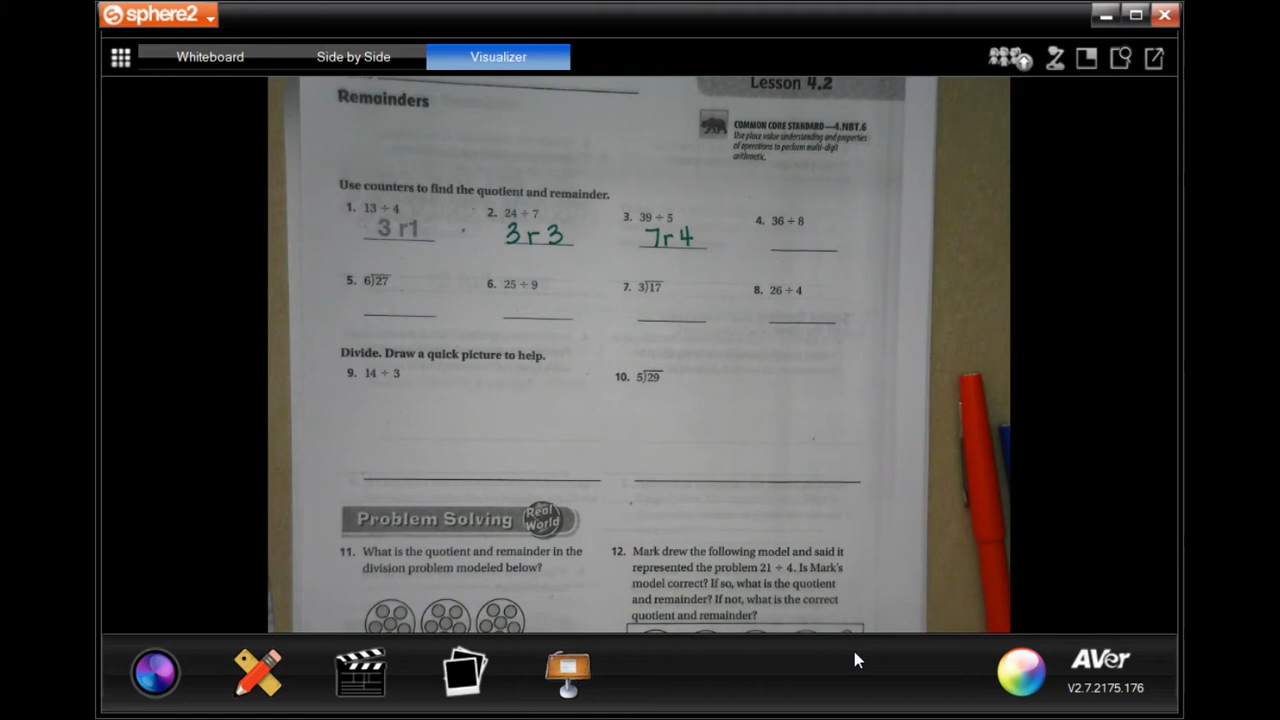 sphere2
Whiteboard Side by Side Visualizer
Lesson 4.2
Remainders
COMMON CORE STANDARD—4.NBT.6
Use place value understanding and properties
of operations to perform multi-digit
arithmetic.
Use counters to find the quotient and remainder.
1. 13 ÷ 4
3 r1
2. 24 ÷ 7
3 r 3
3. 39 ÷ 5
7 r 4
4. 36 ÷ 8
5. 6)27
6. 25 ÷ 9
7. 3)17
8. 26 ÷ 4
Divide. Draw a quick picture to help.
9. 14 ÷ 3
10. 5)29
Problem Solving Real
World
11. What is the quotient and remainder in the
division problem modeled below?
12. Mark drew the following model and said it
represented the problem 21 ÷ 4. Is Mark's
model correct? If so, what is the quotient
and remainder? If not, what is the correct
quotient and remainder?
AVer
V2.7.2175.176